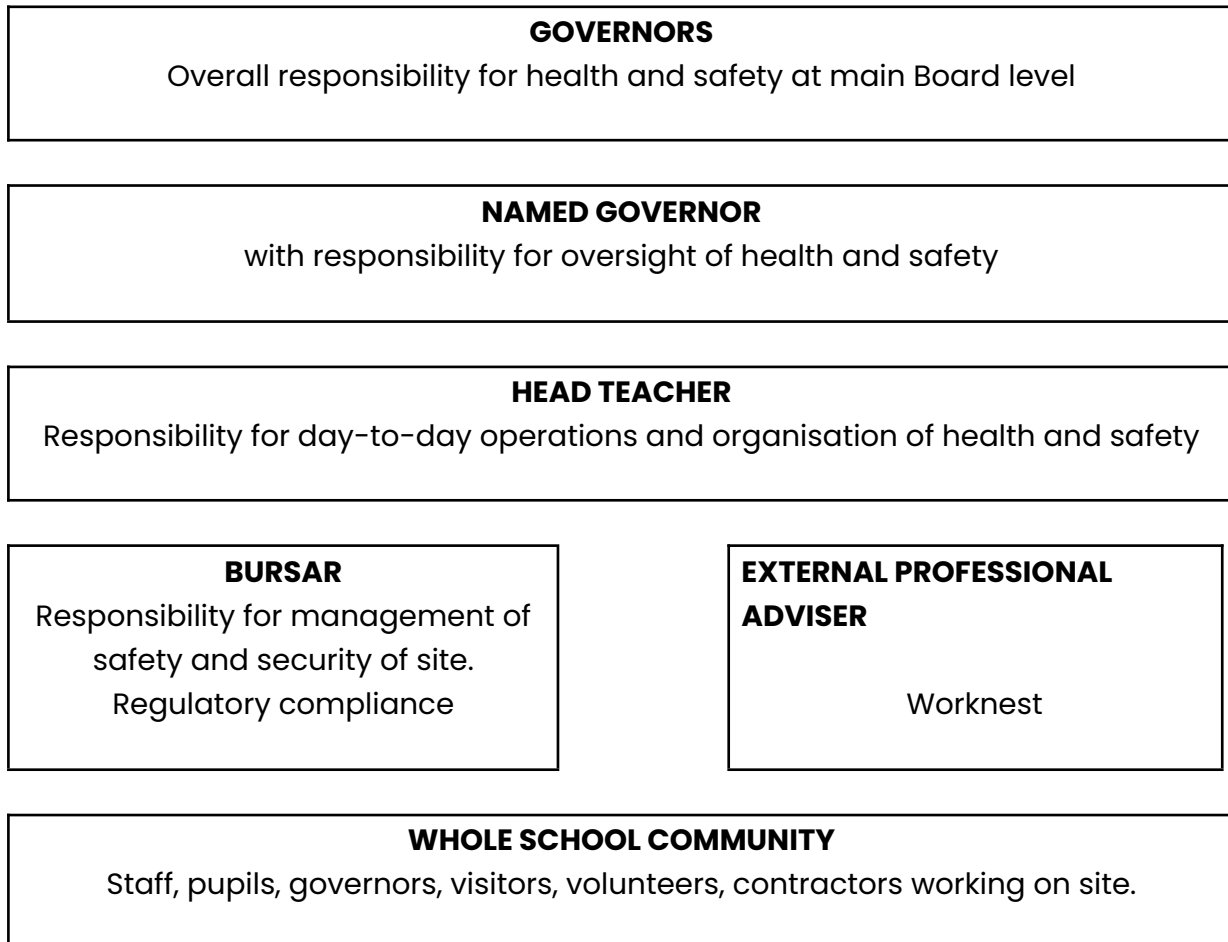 GOVERNORS
Overall responsibility for health and safety at main Board level
NAMED GOVERNOR
with responsibility for oversight of health and safety
HEAD TEACHER
Responsibility for day-to-day operations and organisation of health and safety
BURSAR
Responsibility for management of
safety and security of site.
Regulatory compliance
EXTERNAL PROFESSIONAL
ADVISER
Worknest
WHOLE SCHOOL COMMUNITY
Staff, pupils, governors, visitors, volunteers, contractors working on site.